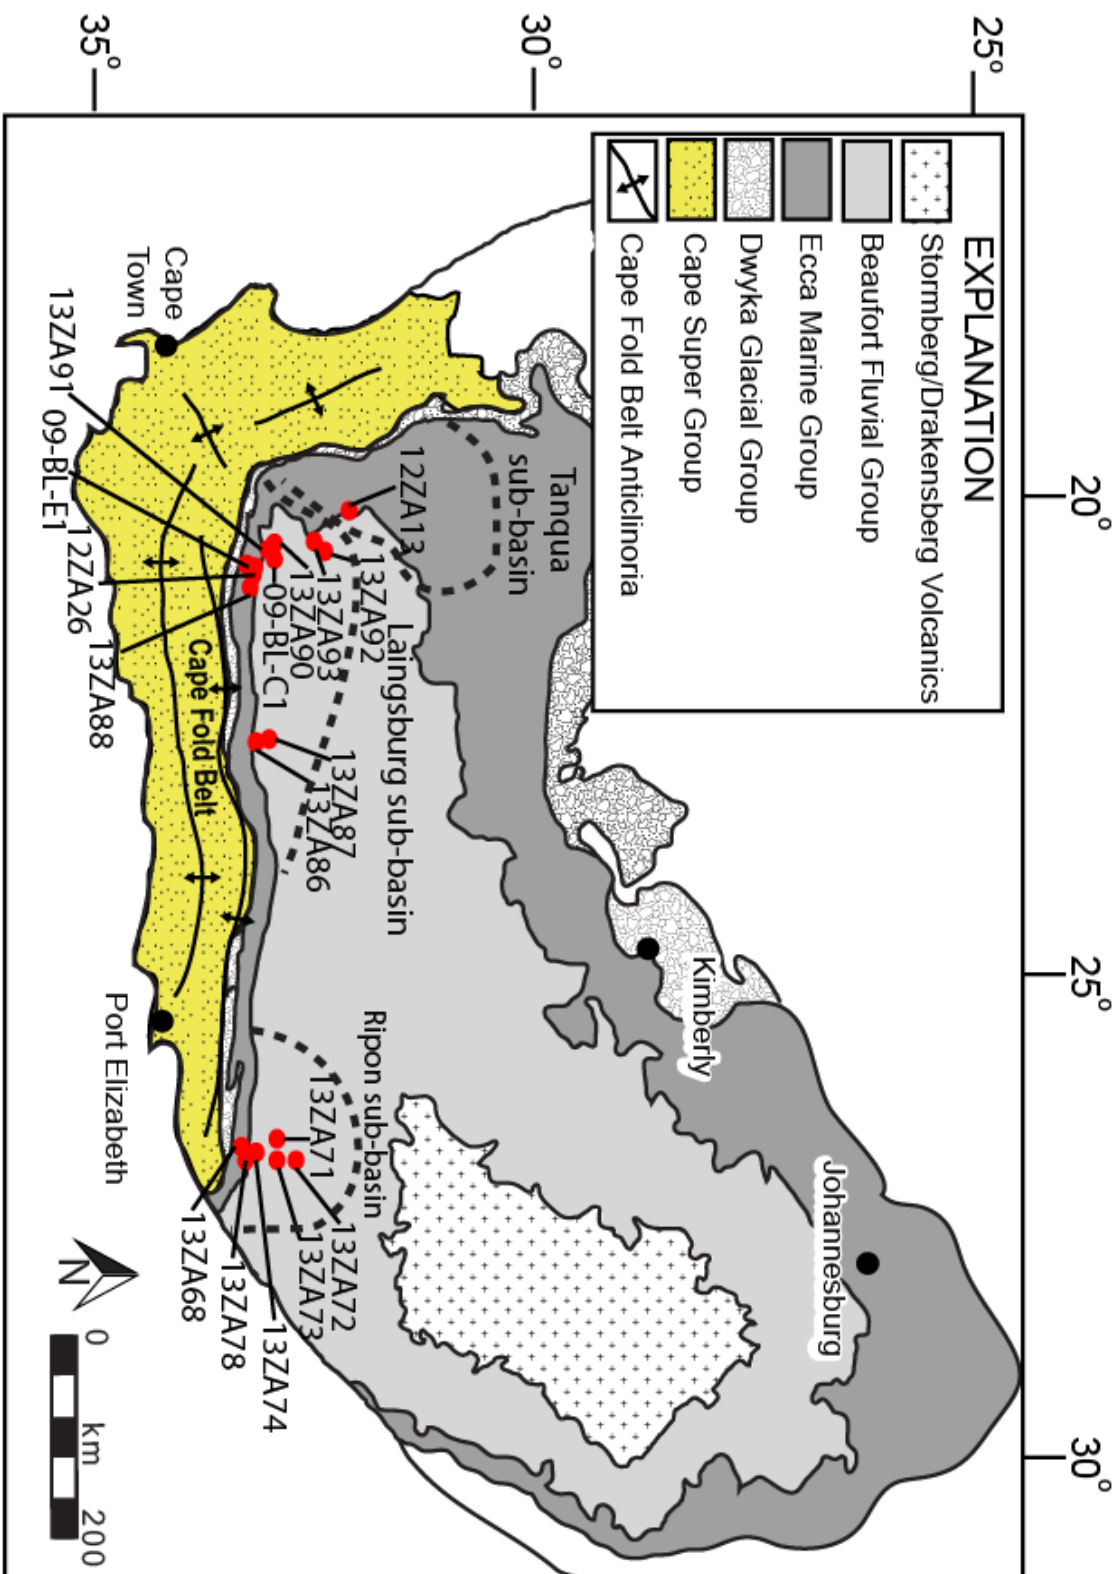 20°
25°
30°
25°
30°
35°
EXPLANATION
Stormberg/Drakensberg Volcanics
Beaufort Fluvial Group
Ecca Marine Group
Dwyka Glacial Group
Cape Super Group
Cape Fold Belt Anticlinoria
Johannesburg
Kimberly
Tanqua
sub-basin
12ZA13
13ZA92
Laingsburg sub-basin
13ZA93
13ZA90
09-BL-C1
13ZA87
13ZA86
Ripon sub-basin
13ZA71
13ZA72
13ZA73
13ZA74
13ZA78
13ZA68
Cape Fold Belt
Cape
Town
13ZA91
09-BL-E1
12ZA26
13ZA88
Port Elizabeth
N
0
km
200